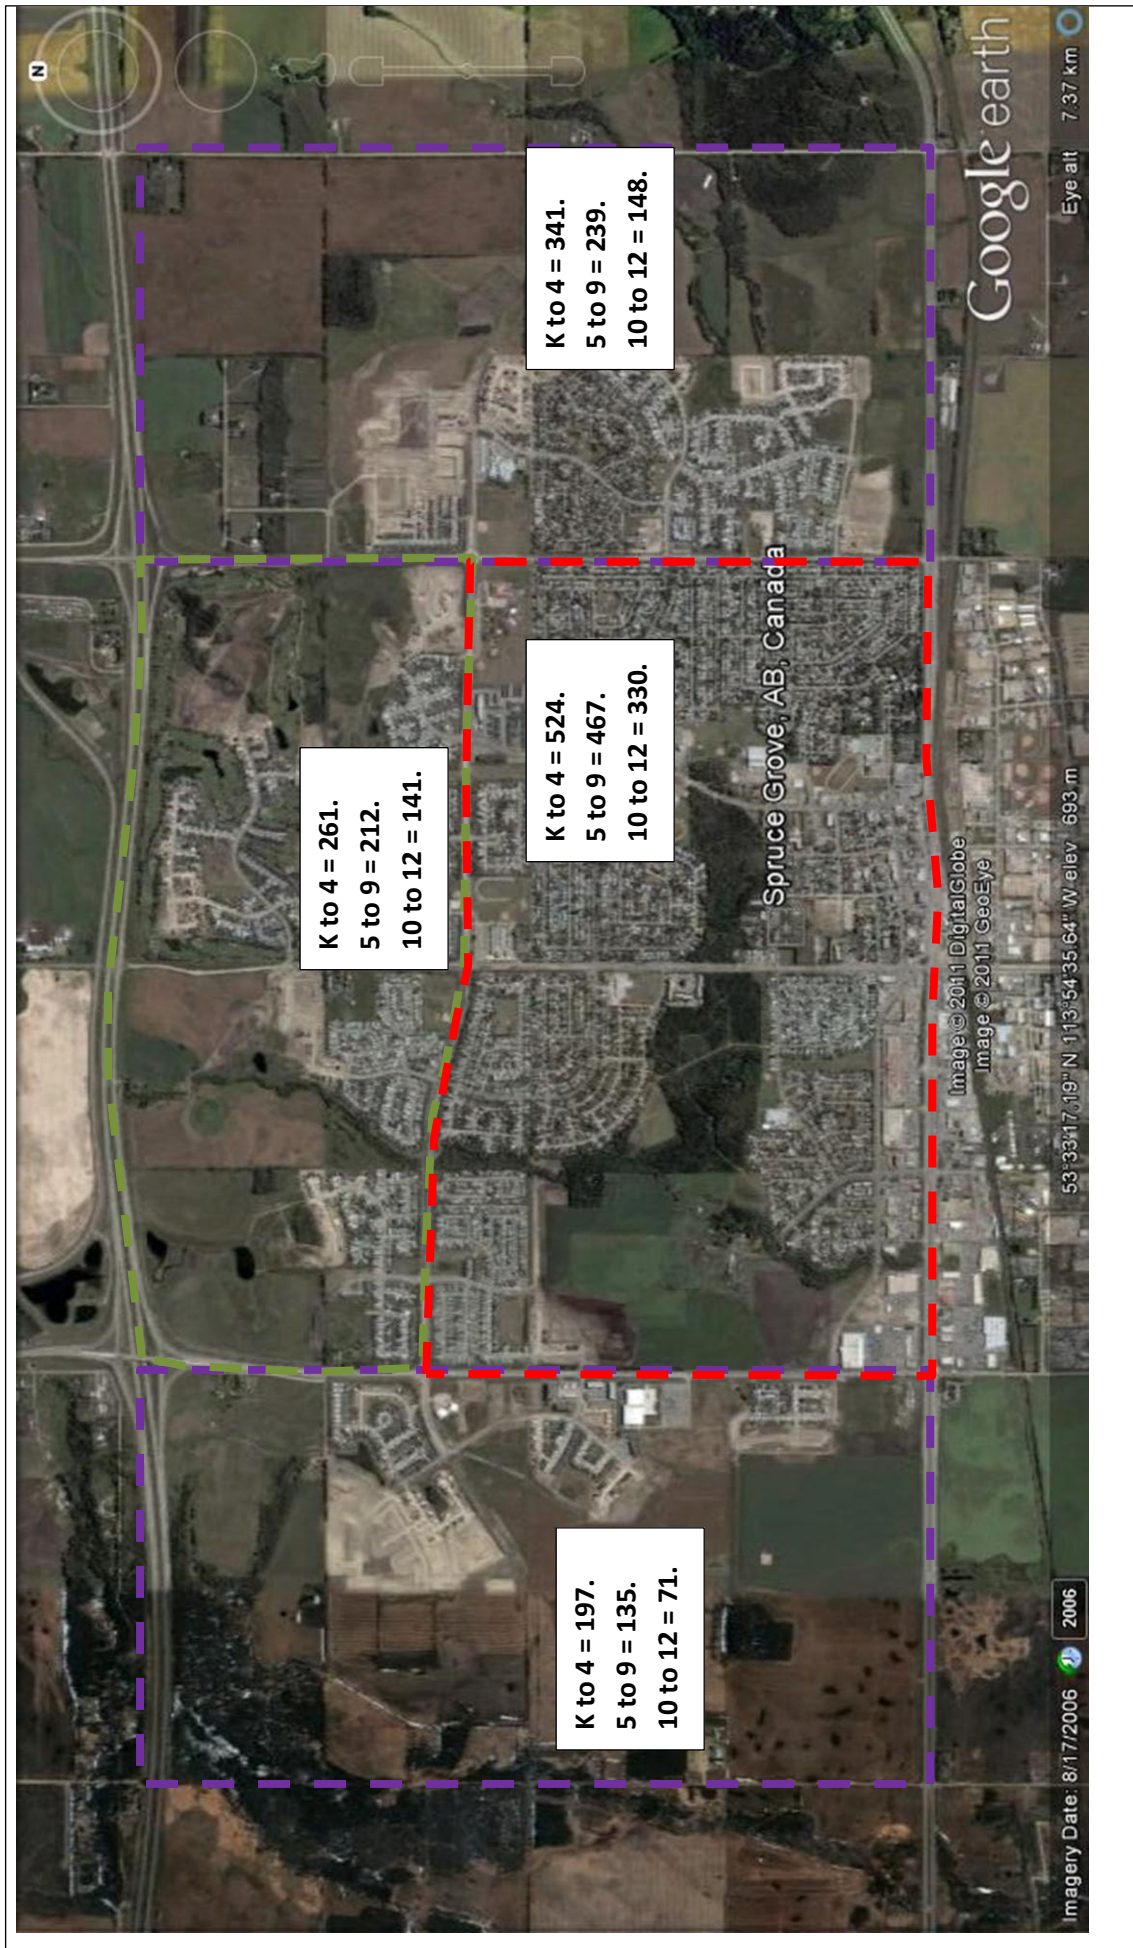 N
K to 4 = 197.
5 to 9 = 135.
10 to 12 = 71.
K to 4 = 261.
5 to 9 = 212.
10 to 12 = 141.
K to 4 = 524.
5 to 9 = 467.
10 to 12 = 330.
K to 4 = 341.
5 to 9 = 239.
10 to 12 = 148.
Spruce Grove, AB, Canada
Image © 2011 DigitalGlobe
Image © 2011 GeoEye
Google earth
Imagery Date: 8/17/2006
2006
53°33'17.19" N 113°54'35.64" W elev 693 m
Eye alt 7.37 km